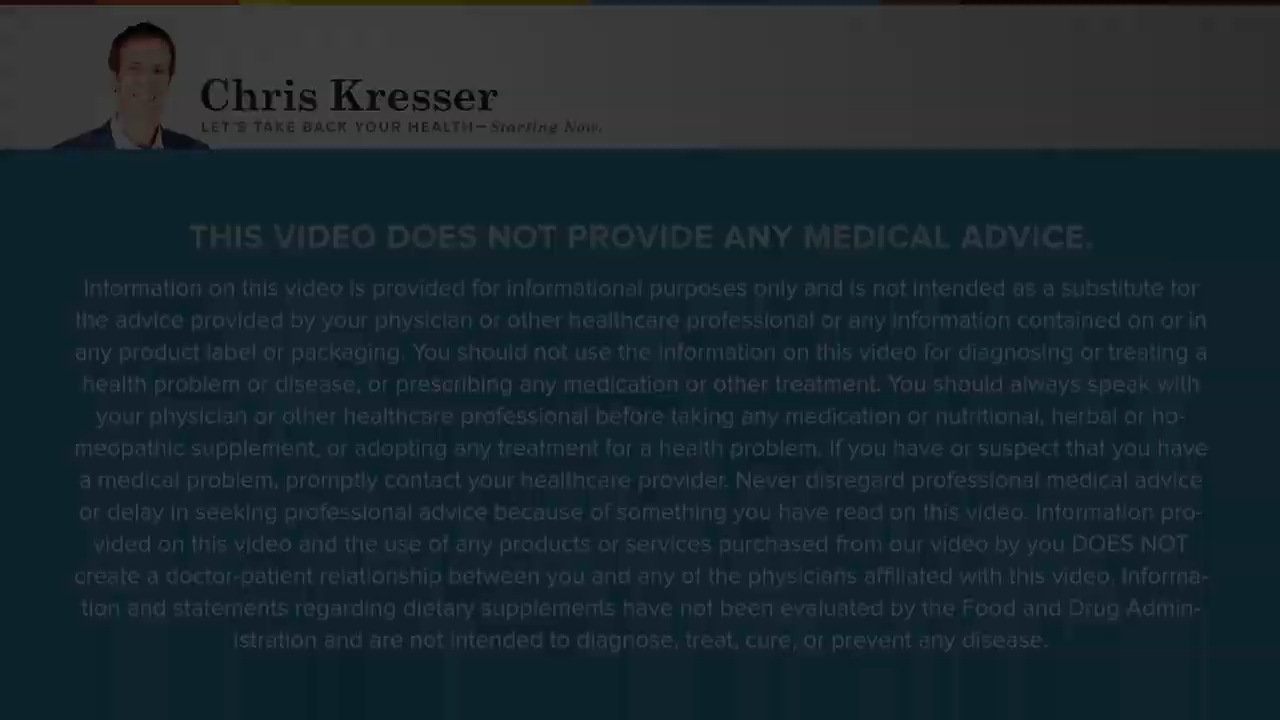 Chris Kresser
LET'S TAKE BACK YOUR HEALTH—Starting Now.
THIS VIDEO DOES NOT PROVIDE ANY MEDICAL ADVICE.
Information on this video is provided for informational purposes only and is not intended as a substitute for
the advice provided by your physician or other healthcare professional or any information contained on or in
any product label or packaging. You should not use the information on this video for diagnosing or treating a
health problem or disease, or prescribing any medication or other treatment. You should always speak with
your physician or other healthcare professional before taking any medication or nutritional, herbal or ho-
meopathic supplement, or adopting any treatment for a health problem. If you have or suspect that you have
a medical problem, promptly contact your healthcare provider. Never disregard professional medical advice
or delay in seeking professional advice because of something you have read on this video. Information pro-
vided on this video and the use of any products or services purchased from our video by you DOES NOT
create a doctor-patient relationship between you and any of the physicians affiliated with this video. Informa-
tion and statements regarding dietary supplements have not been evaluated by the Food and Drug Admin-
istration and are not intended to diagnose, treat, cure, or prevent any disease.